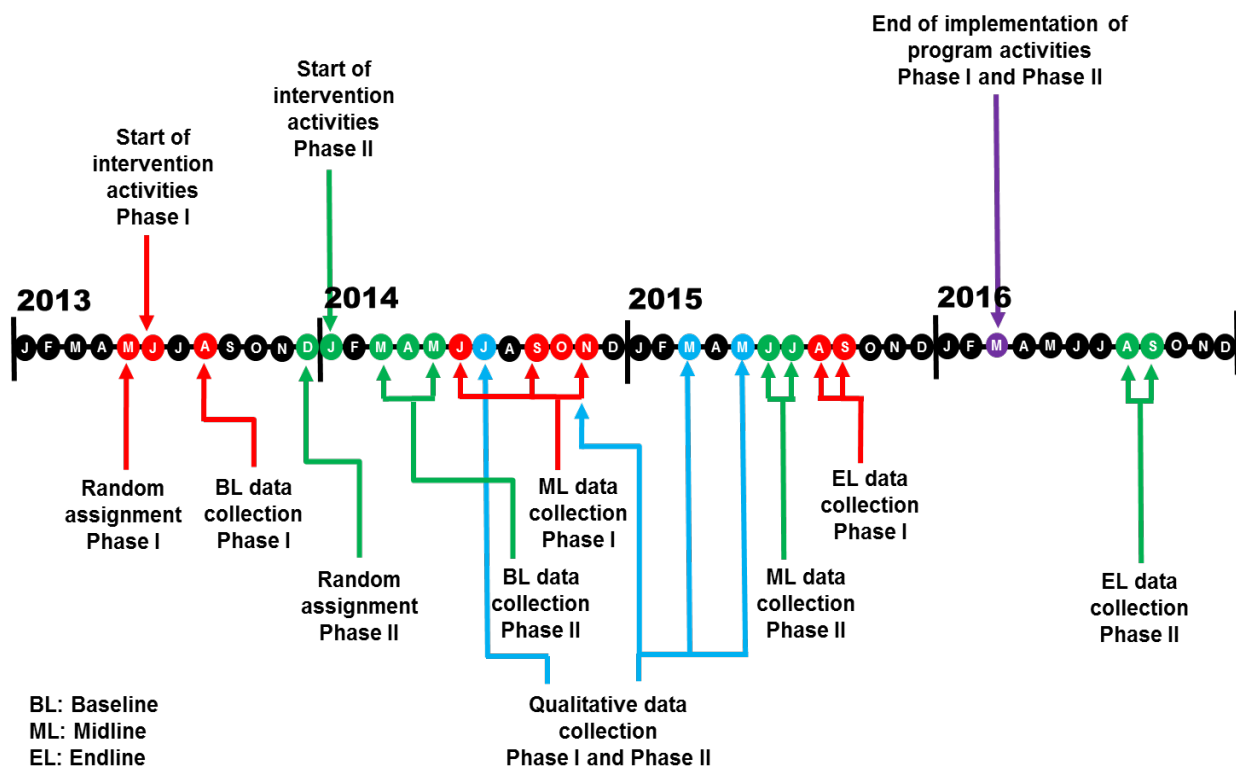 End of implementation of
program activities
Phase I and Phase II
Start of
intervention
activities
Phase II
Start of
intervention
activities
Phase I
2013
2014
2015
2016
J F M A M J J A S O N D J F M A M J J A S O N D J F M A M J J A S O N D J F M A M J J A S O N D
Random
assignment
Phase I
BL data
collection
Phase I
ML data
collection
Phase I
EL data
collection
Phase I
Random
assignment
Phase II
BL data
collection
Phase II
ML data
collection
Phase II
EL data
collection
Phase II
Qualitative data
collection
Phase I and Phase II
BL: Baseline
ML: Midline
EL: Endline